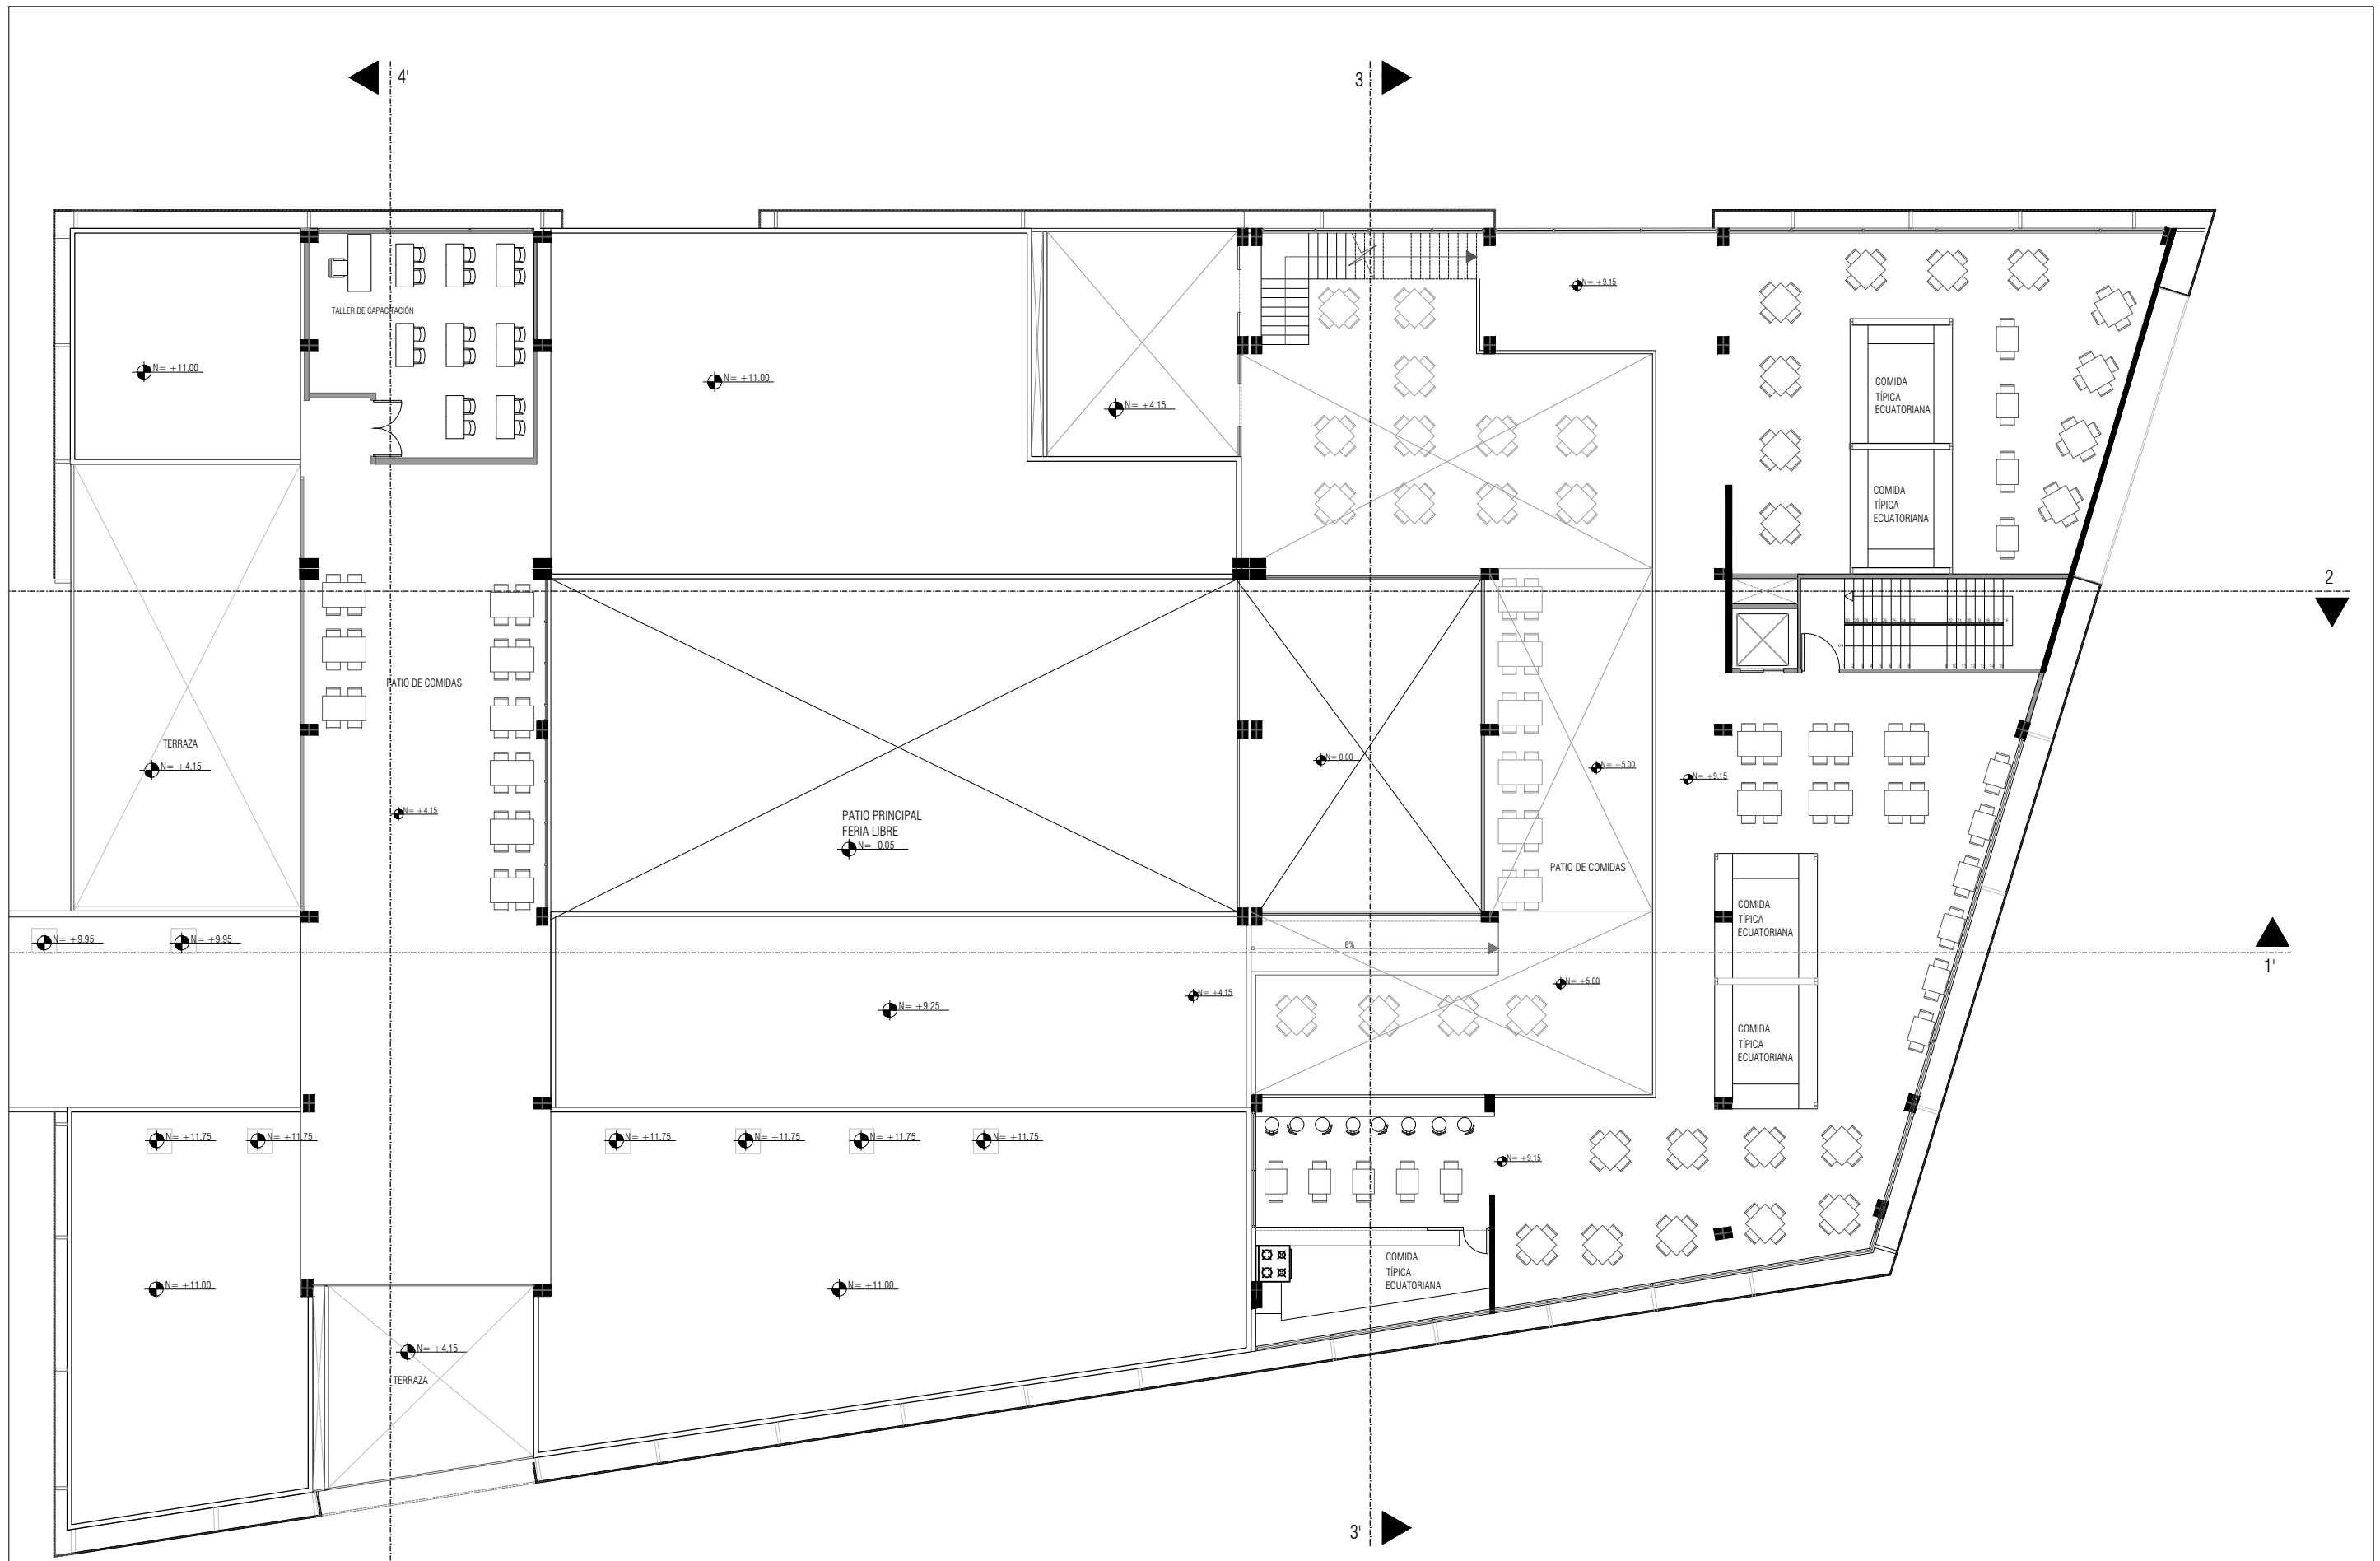 4'
3
N= +9.15
TALLER DE CAPACITACIÓN
N= +11.00
N= +11.00
N= +4.15
COMIDA
TÍPICA
ECUATORIANA
COMIDA
TÍPICA
ECUATORIANA
2
PATIO DE COMIDAS
TERRAZA
N= +4.15
N= +4.15
PATIO PRINCIPAL
FERIA LIBRE
N= -0.05
N= 0.00
N= +5.00
N= +9.15
PATIO DE COMIDAS
COMIDA
TÍPICA
ECUATORIANA
N= +9.95
N= +9.95
8%
1'
N= +5.00
N= +4.15
N= +9.25
COMIDA
TÍPICA
ECUATORIANA
N= +11.75
N= +11.75
N= +11.75
N= +11.75
N= +11.75
N= +11.75
N= +9.15
COMIDA
TÍPICA
ECUATORIANA
N= +11.00
N= +11.00
N= +4.15
TERRAZA
3'